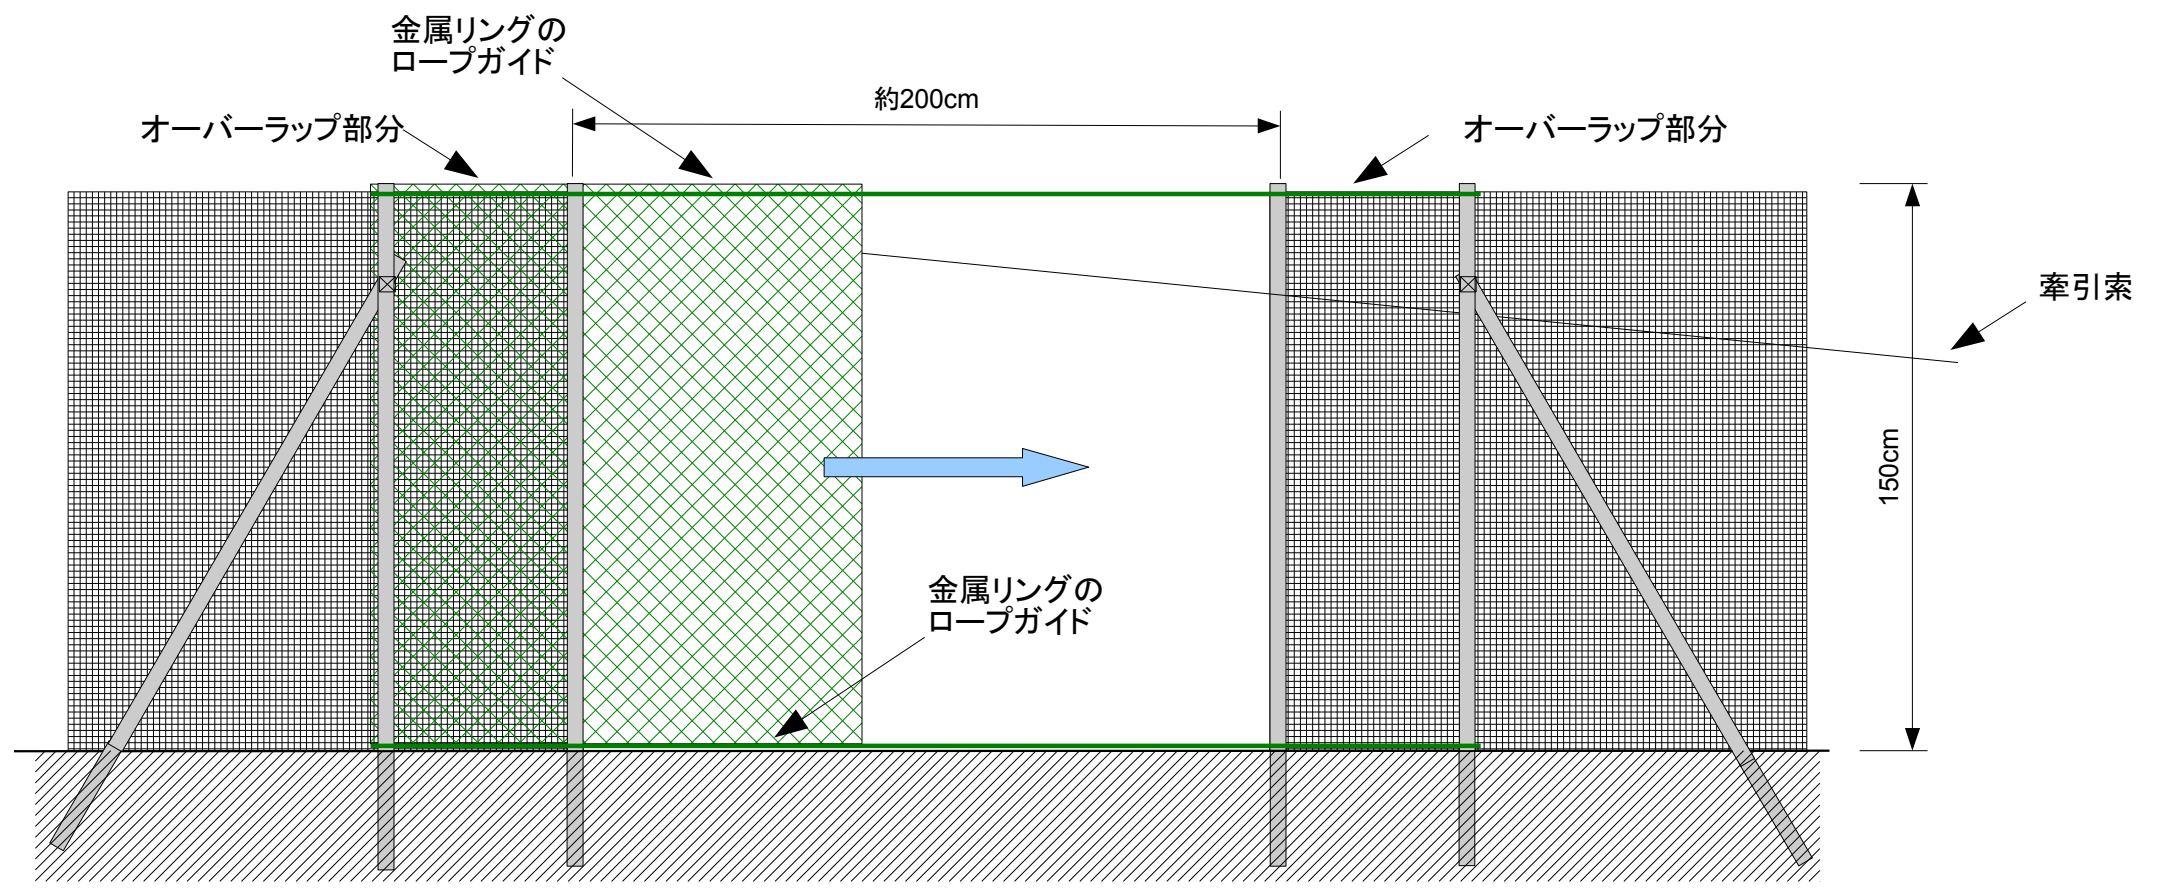 金属リングの
ロープガイド
約200cm
オーバーラップ部分
オーバーラップ部分
牽引索
150cm
金属リングの
ロープガイド